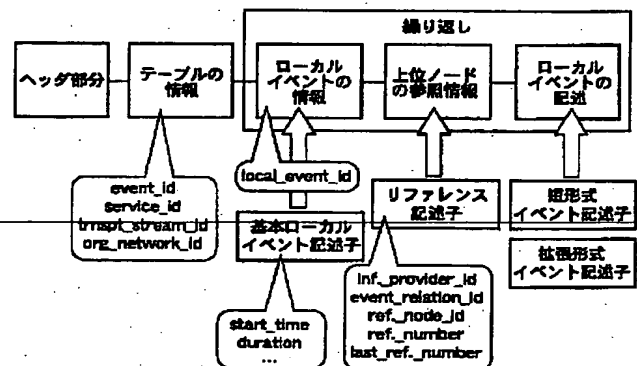 繰り返し
ヘッダ部分
テーブルの
情報
ローカル
イベントの
情報
上位ノード
の参照情報
ローカル
イベントの
記述
local_event_id
event_id
service_id
trnspt_stream_id
org_network_id
基本ローカル
イベント記述子
リファレンス
記述子
短形式
イベント記述子
拡張形式
イベント記述子
start_time
duration
...
inf._provider_id
event_relation_id
ref._node_id
ref._number
last_ref._number